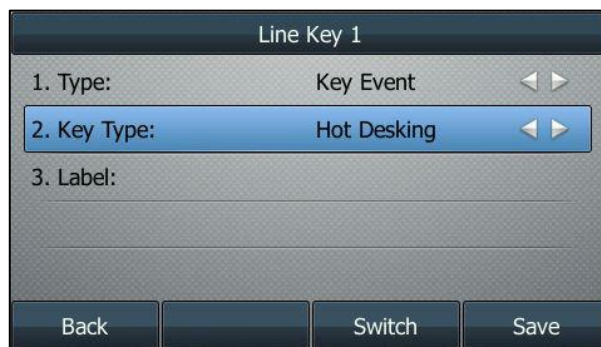 Line Key 1
1. Type: Key Event
2. Key Type: Hot Desking
3. Label:
Back Switch Save